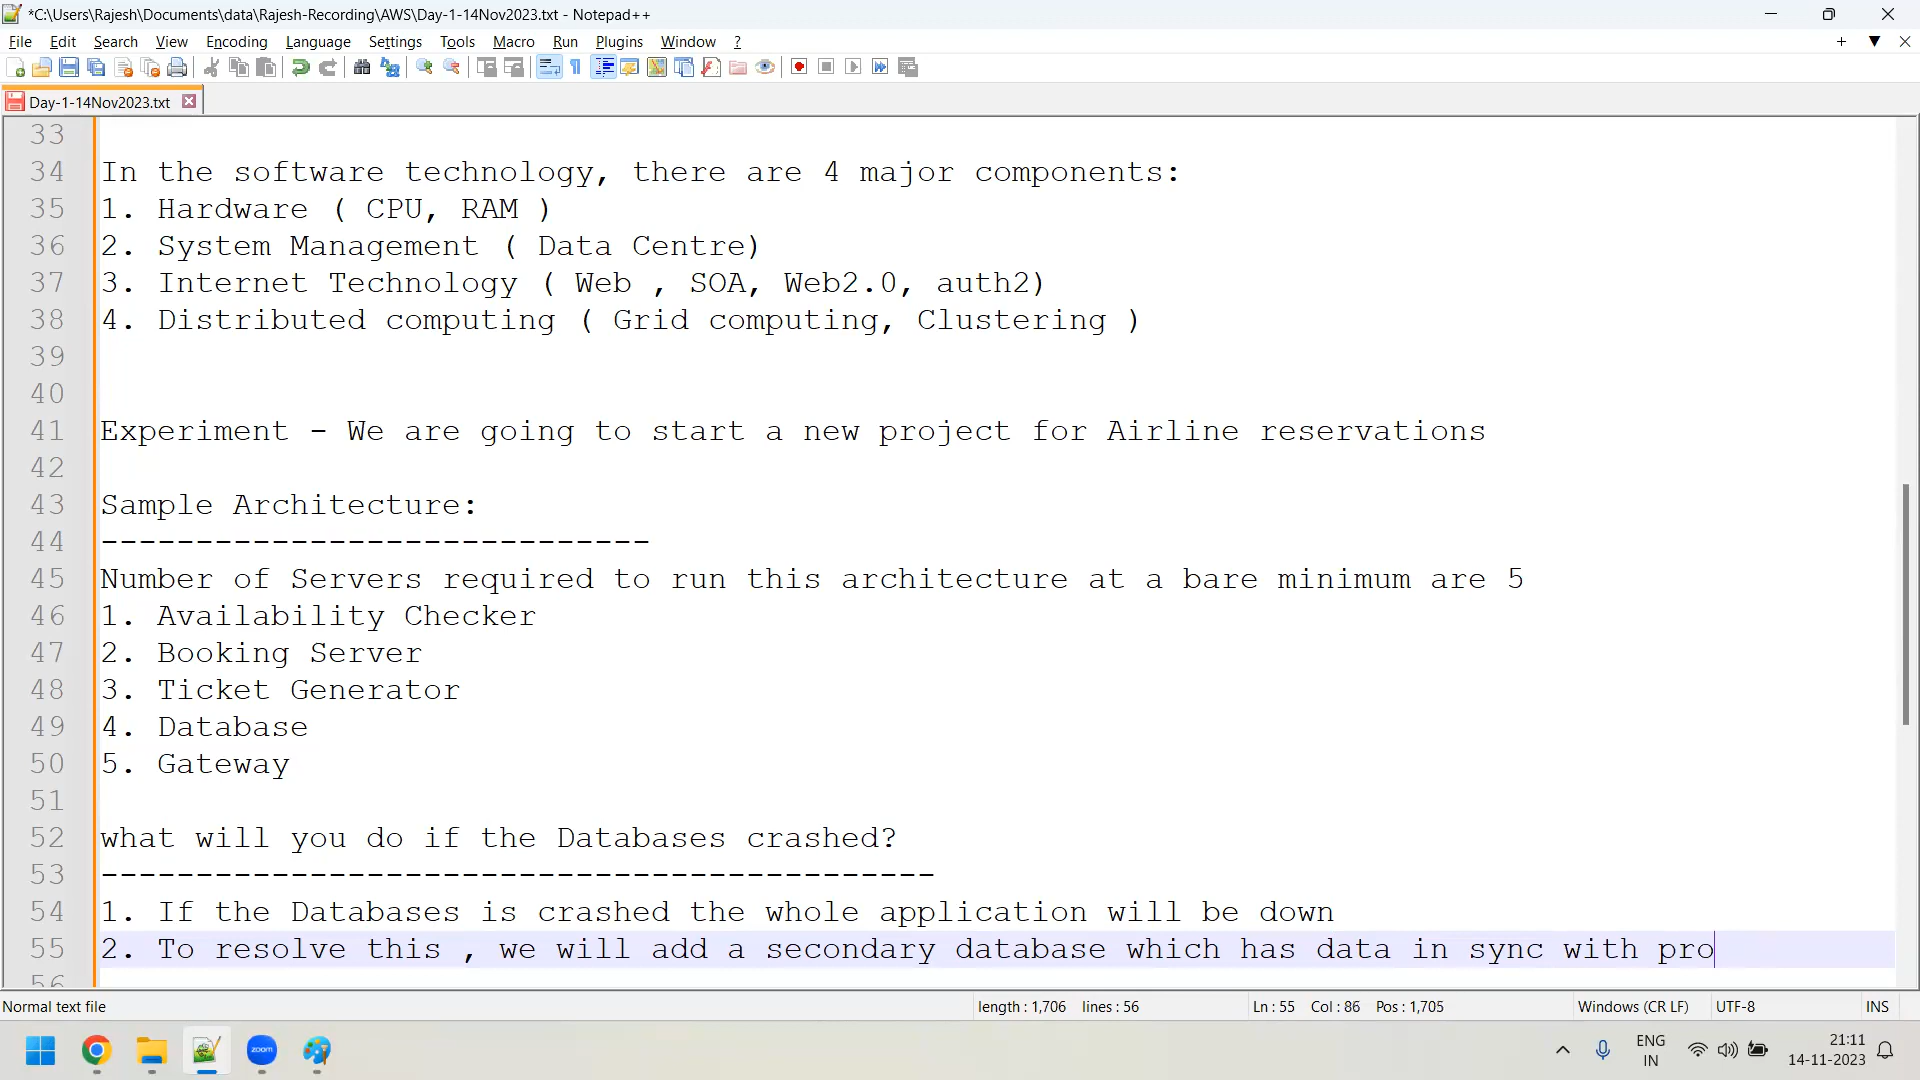 *C:\Users\Rajesh\Documents\data\Rajesh-Recording\AWS\Day-1-14Nov2023.txt - Notepad++
File Edit Search View Encoding Language Settings Tools Macro Run Plugins Window ?
Day-1-14Nov2023.txt
33
34 In the software technology, there are 4 major components:
35 1. Hardware ( CPU, RAM )
36 2. System Management ( Data Centre)
37 3. Internet Technology ( Web , SOA, Web2.0, auth2)
38 4. Distributed computing ( Grid computing, Clustering )
39
40
41 Experiment - We are going to start a new project for Airline reservations
42
43 Sample Architecture:
44 -----------------------------
45 Number of Servers required to run this architecture at a bare minimum are 5
46 1. Availability Checker
47 2. Booking Server
48 3. Ticket Generator
49 4. Database
50 5. Gateway
51
52 what will you do if the Databases crashed?
53 --------------------------------------------
54 1. If the Databases is crashed the whole application will be down
55 2. To resolve this , we will add a secondary database which has data in sync with pro
56
Normal text file length : 1,706 lines : 56 Ln : 55 Col : 86 Pos : 1,705 Windows (CR LF) UTF-8 INS
zoom
ENG
IN
21:11
14-11-2023